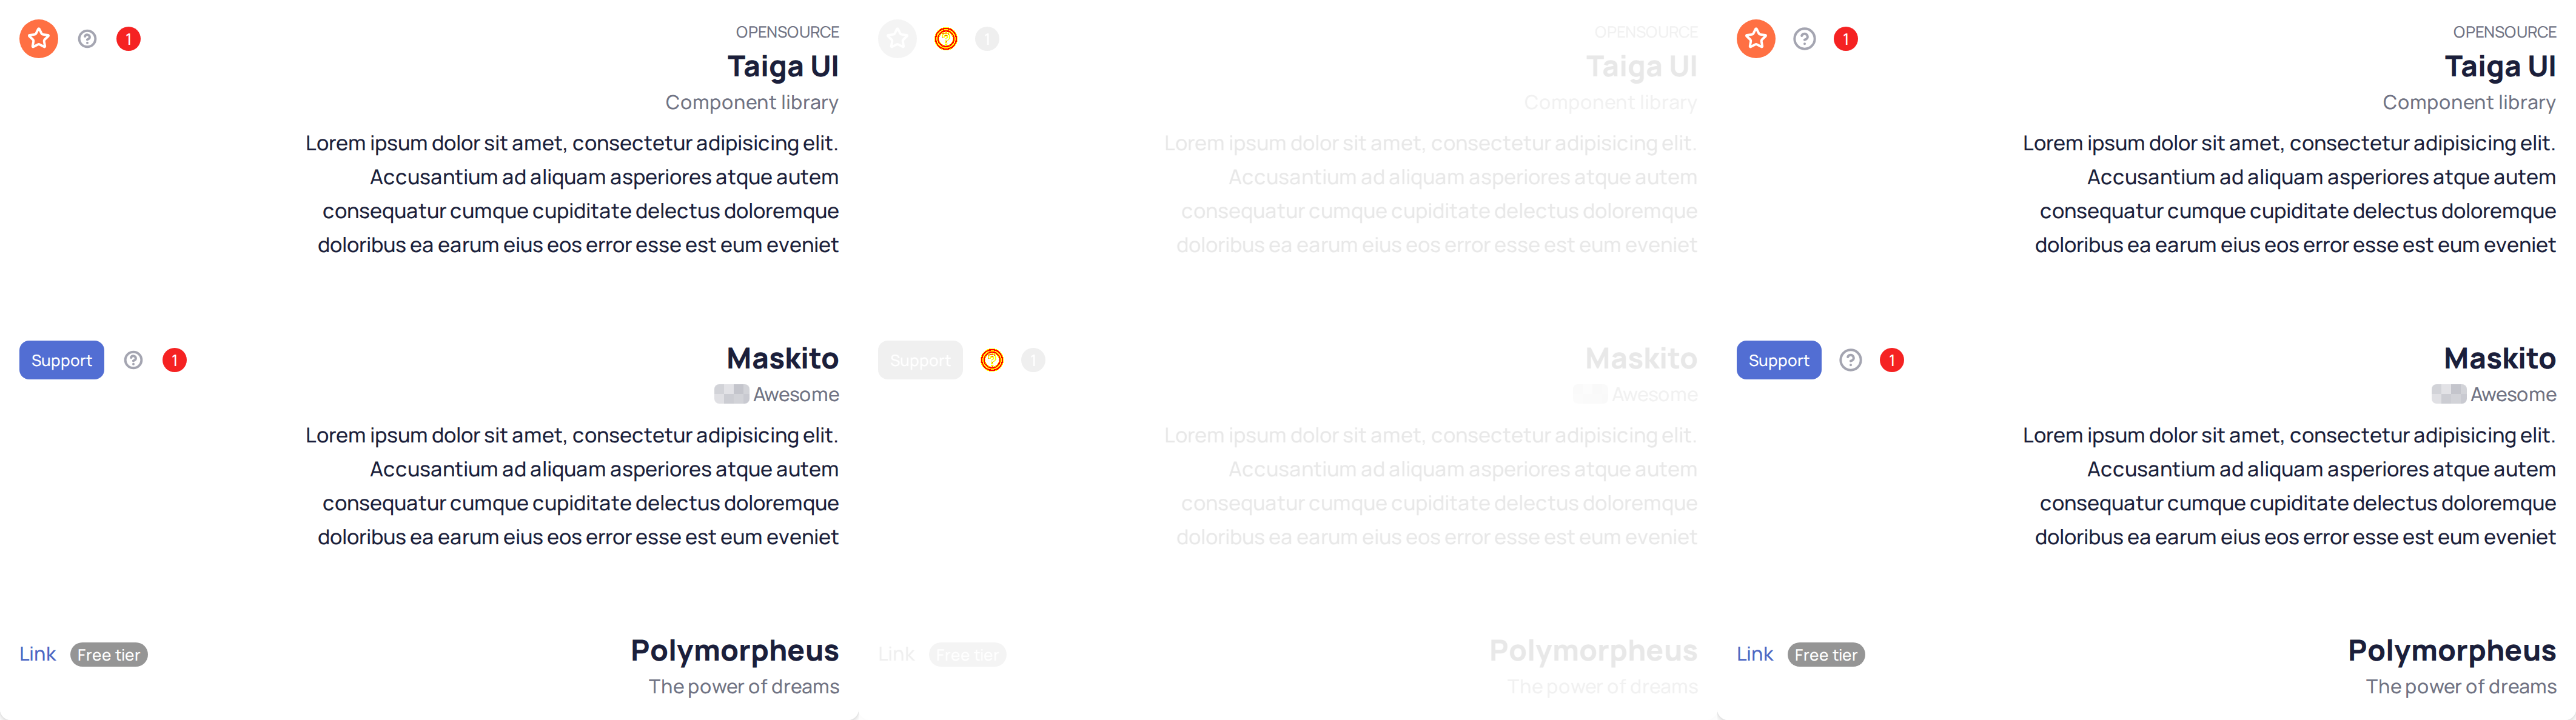 1
OPENSOURCE
Taiga UI
Component library
Lorem ipsum dolor sit amet, consectetur adipisicing elit.
Accusantium ad aliquam asperiores atque autem
consequatur cumque cupiditate delectus doloremque
doloribus ea earum eius eos error esse est eum eveniet
Support ? 1
Maskito
Awesome
Lorem ipsum dolor sit amet, consectetur adipisicing elit.
Accusantium ad aliquam asperiores atque autem
consequatur cumque cupiditate delectus doloremque
doloribus ea earum eius eos error esse est eum eveniet
Link Free tier
Polymorpheus
The power of dreams
1
OPENSOURCE
Taiga UI
Component library
Lorem ipsum dolor sit amet, consectetur adipisicing elit.
Accusantium ad aliquam asperiores atque autem
consequatur cumque cupiditate delectus doloremque
doloribus ea earum eius eos error esse est eum eveniet
Support ? 1
Maskito
Awesome
Lorem ipsum dolor sit amet, consectetur adipisicing elit.
Accusantium ad aliquam asperiores atque autem
consequatur cumque cupiditate delectus doloremque
doloribus ea earum eius eos error esse est eum eveniet
Link Free tier
Polymorpheus
The power of dreams
1
OPENSOURCE
Taiga UI
Component library
Lorem ipsum dolor sit amet, consectetur adipisicing elit.
Accusantium ad aliquam asperiores atque autem
consequatur cumque cupiditate delectus doloremque
doloribus ea earum eius eos error esse est eum eveniet
Support ? 1
Maskito
Awesome
Lorem ipsum dolor sit amet, consectetur adipisicing elit.
Accusantium ad aliquam asperiores atque autem
consequatur cumque cupiditate delectus doloremque
doloribus ea earum eius eos error esse est eum eveniet
Link Free tier
Polymorpheus
The power of dreams